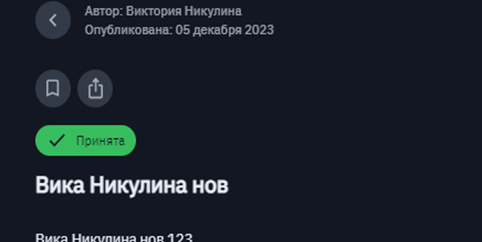 Автор: Виктория Никулина
Опубликована: 05 декабря 2023
Принята
Вика Никулина нов
Вика Никулина нов 123